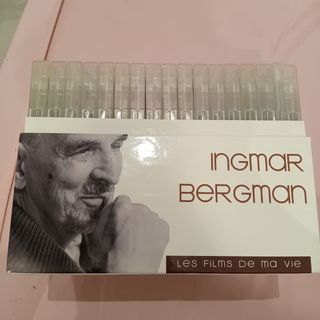 INGMAR
BERGMAN
Les films de ma vie